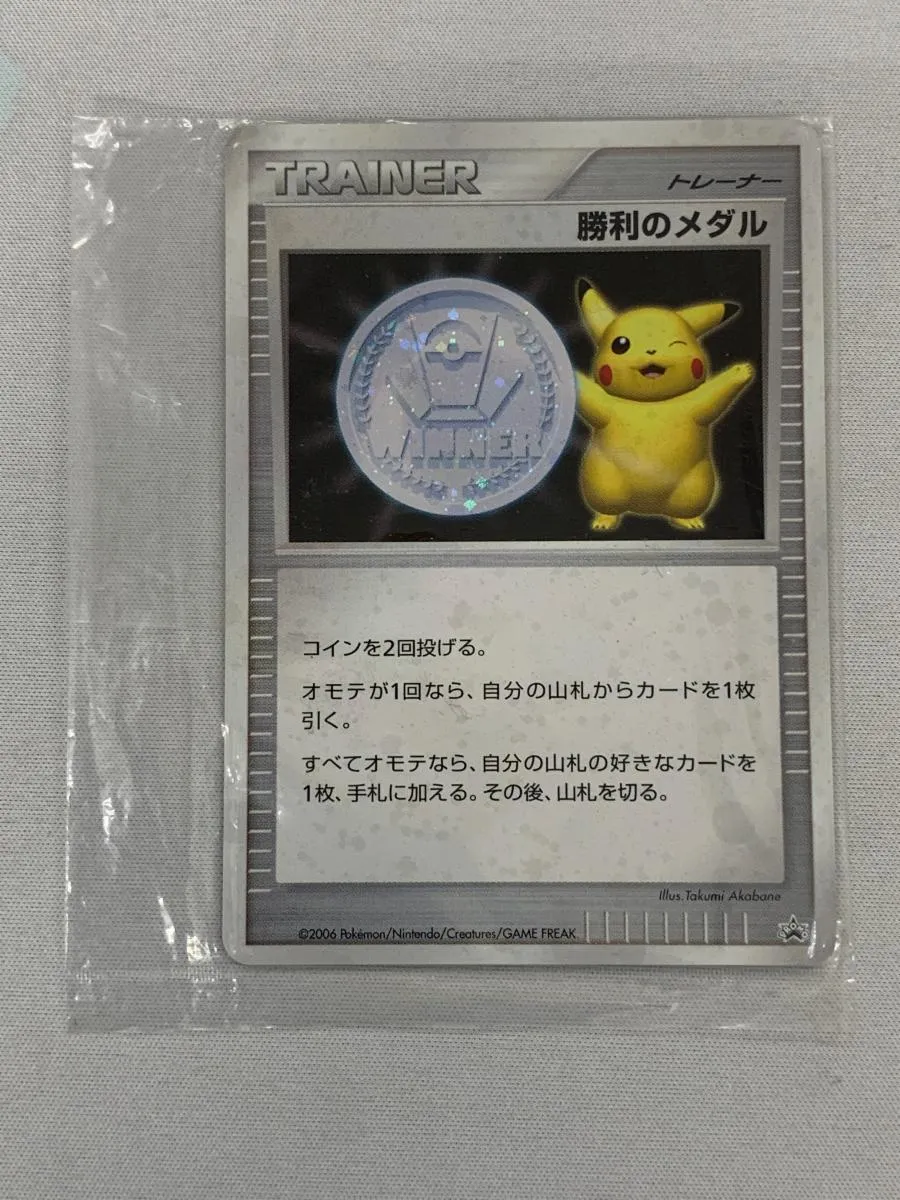 TRAINER
トレーナー
勝利のメダル
WINNER
コインを2回投げる。
オモテが1回なら、自分の山札からカードを1枚
引く。
すべてオモテなら、自分の山札の好きなカードを
1枚、手札に加える。その後、山札を切る。
Illus. Takumi Akabane
©2006 Pokémon/Nintendo/Creatures/GAME FREAK.
PROMO